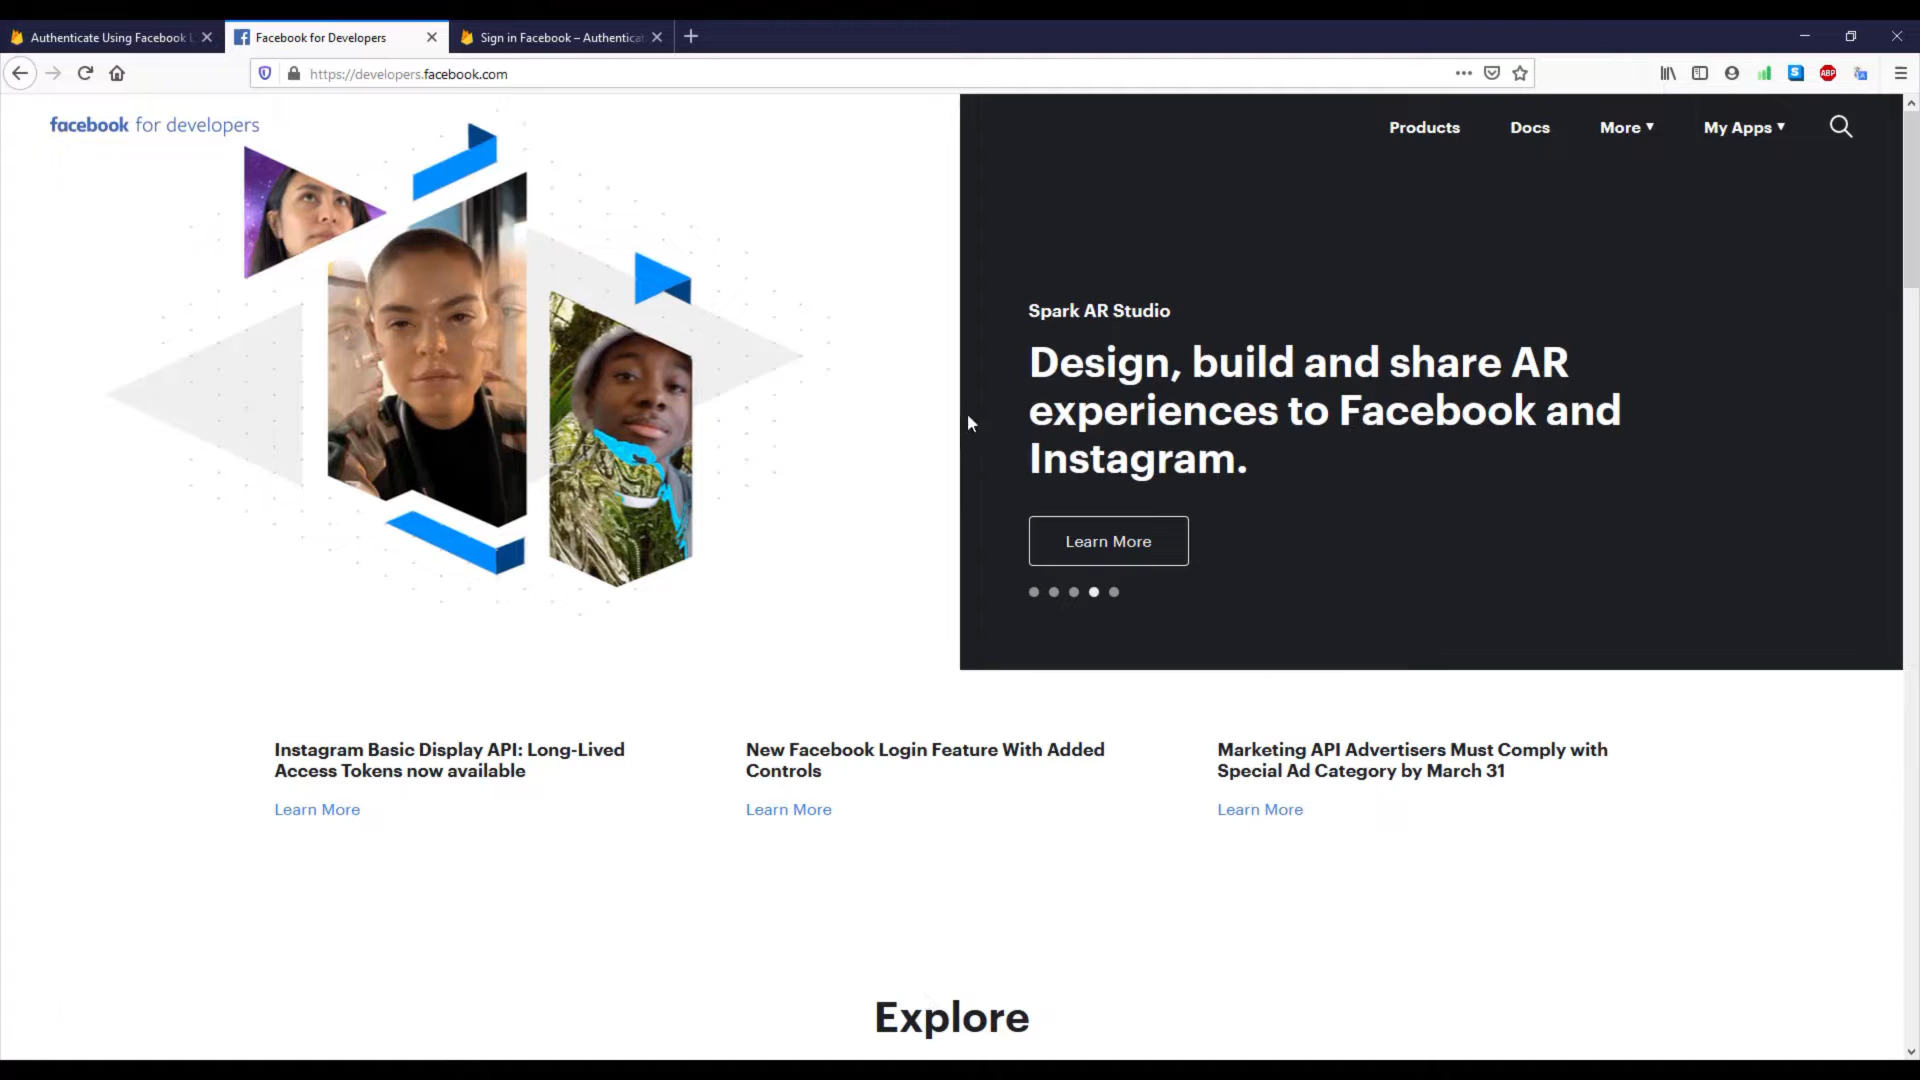 Authenticate Using Facebook L
Facebook for Developers
Sign in Facebook – Authentica
https://developers.facebook.com
S
ABP
facebook for developers
Products
Docs
More
My Apps
Spark AR Studio
Design, build and share AR
experiences to Facebook and
Instagram.
Learn More
Instagram Basic Display API: Long-Lived
Access Tokens now available
Learn More
New Facebook Login Feature With Added
Controls
Learn More
Marketing API Advertisers Must Comply with
Special Ad Category by March 31
Learn More
Explore